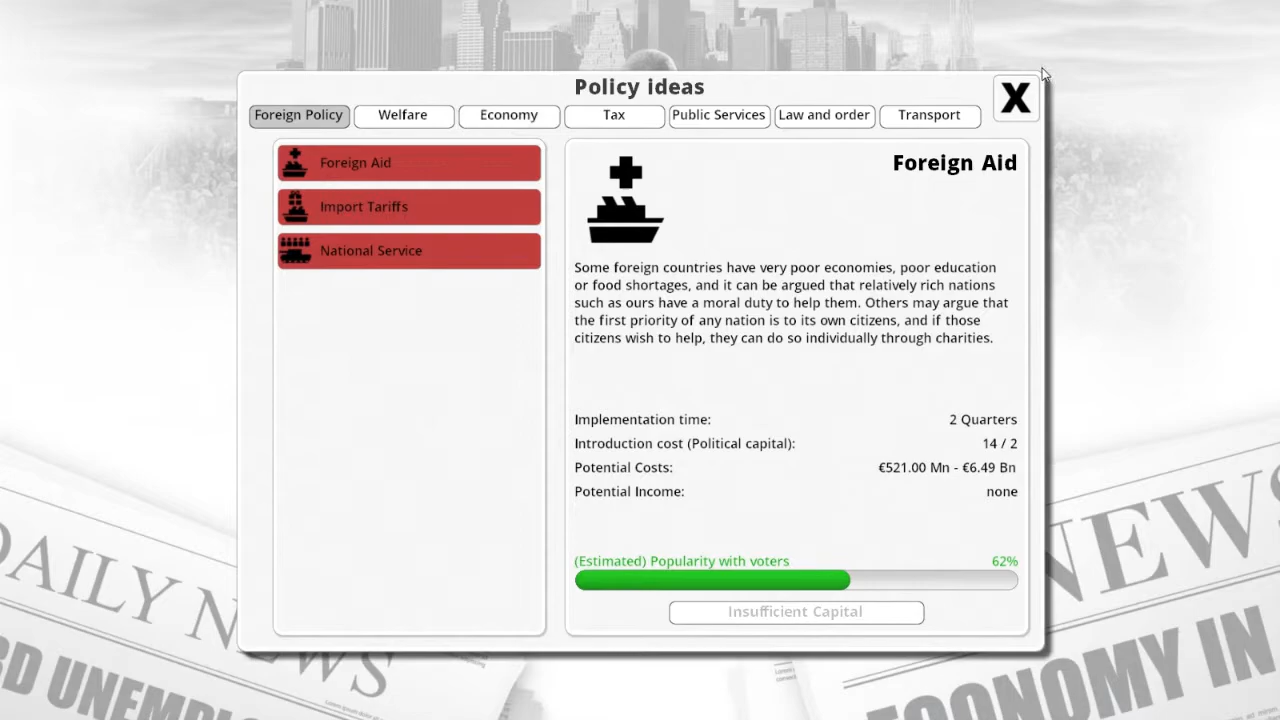 Policy ideas
X
Foreign Policy
Welfare
Economy
Tax
Public Services
Law and order
Transport
Foreign Aid
Import Tariffs
National Service
Foreign Aid
Some foreign countries have very poor economies, poor education
or food shortages, and it can be argued that relatively rich nations
such as ours have a moral duty to help them. Others may argue that
the first priority of any nation is to its own citizens, and if those
citizens wish to help, they can do so individually through charities.
Implementation time: 2 Quarters
Introduction cost (Political capital): 14 / 2
Potential Costs: €521.00 Mn - €6.49 Bn
Potential Income: none
(Estimated) Popularity with voters 62%
Insufficient Capital
DAILY NEWS
NEWS
ECONOMY IN